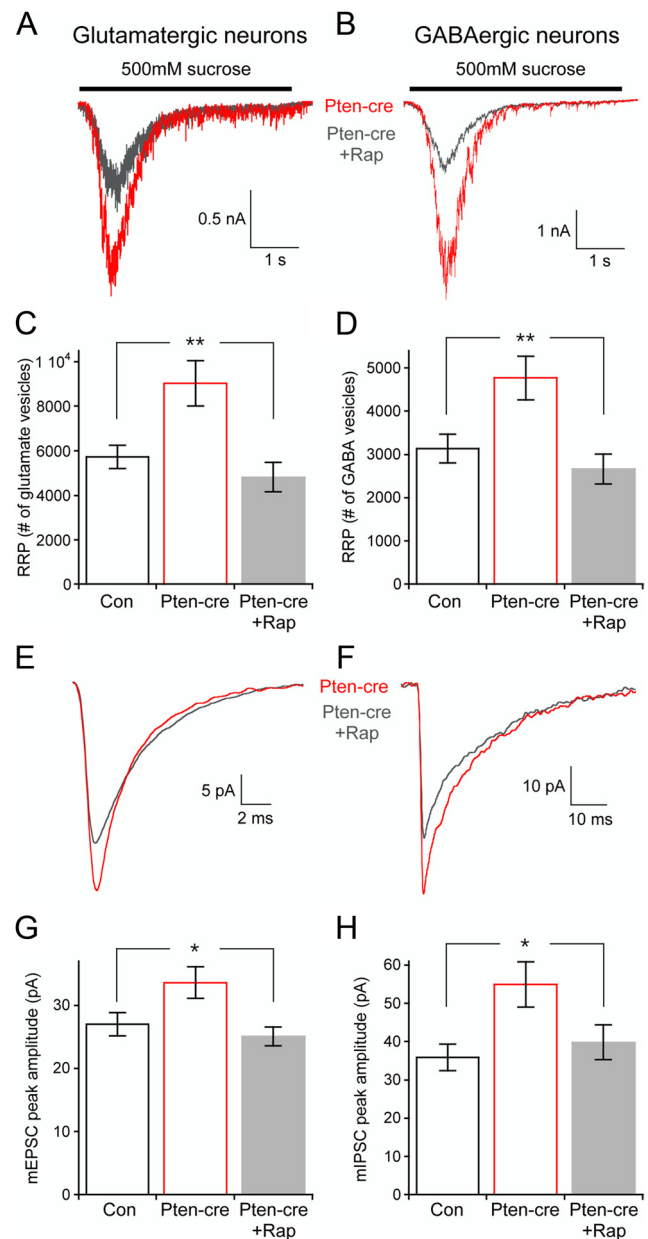 A
Glutamatergic neurons
500mM sucrose
B
GABAergic neurons
500mM sucrose
Pten-cre
Pten-cre
+Rap
0.5 nA
1 s
1 nA
1 s
C
RRP (# of glutamate vesicles)
1 10⁴
8000
6000
4000
2000
0
**
Con
Pten-cre
Pten-cre
+Rap
D
RRP (# of GABA vesicles)
5000
4000
3000
2000
1000
0
**
Con
Pten-cre
Pten-cre
+Rap
E
F
Pten-cre
Pten-cre
+Rap
5 pA
2 ms
10 pA
10 ms
G
mEPSC peak amplitude (pA)
30
20
10
0
*
Con
Pten-cre
Pten-cre
+Rap
H
mIPSC peak amplitude (pA)
60
50
40
30
20
10
0
*
Con
Pten-cre
Pten-cre
+Rap